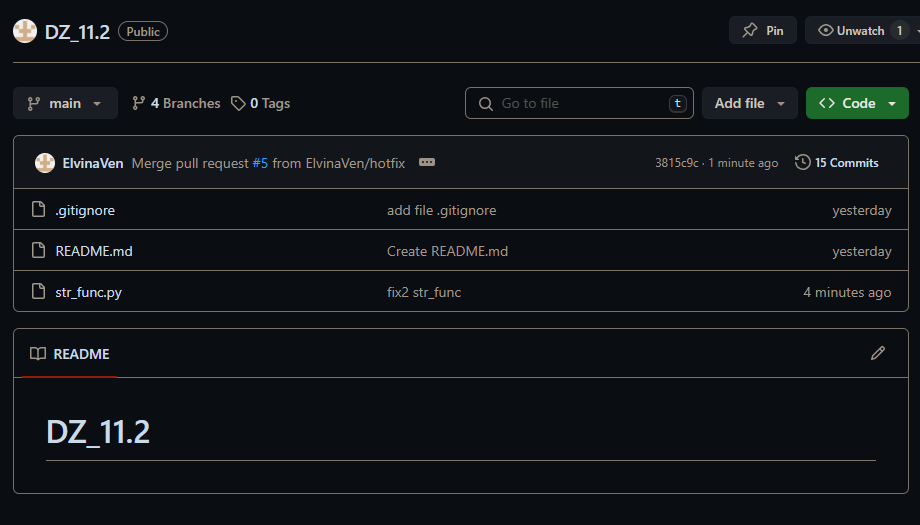 DZ_11.2 Public Pin Unwatch 1
main 4 Branches 0 Tags Go to file t Add file Code
ElvinaVen Merge pull request #5 from ElvinaVen/hotfix 3815c9c · 1 minute ago 15 Commits
.gitignore add file .gitignore yesterday
README.md Create README.md yesterday
str_func.py fix2 str_func 4 minutes ago
README
DZ_11.2